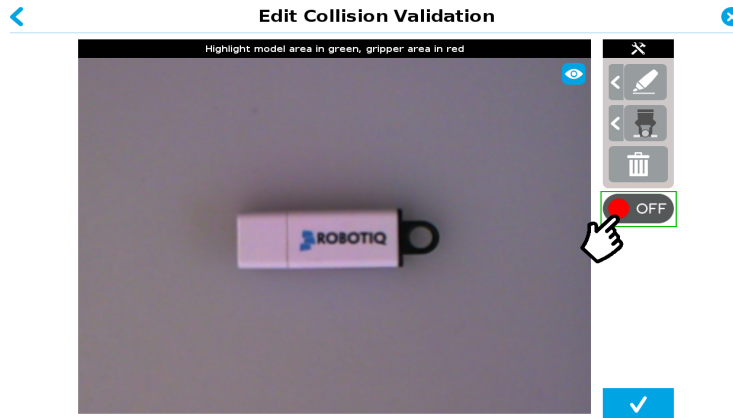 Edit Collision Validation
Highlight model area in green, gripper area in red
ROBOTIQ
OFF